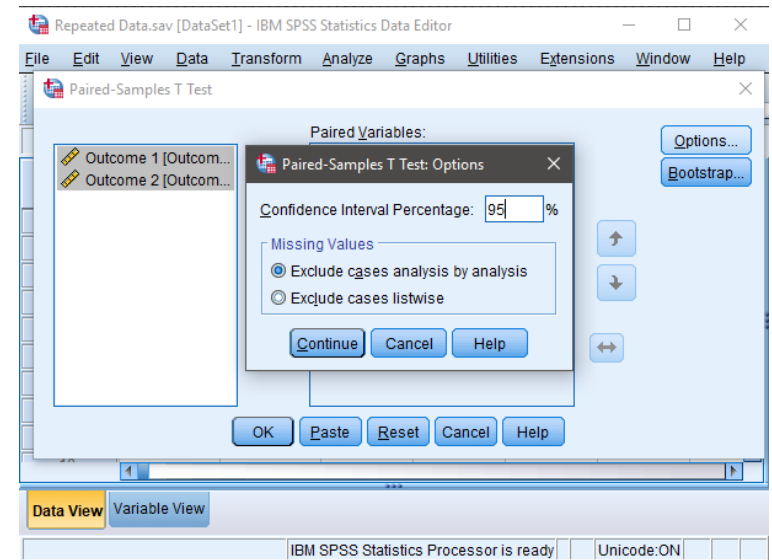 Repeated Data.sav [DataSet1] - IBM SPSS Statistics Data Editor
File Edit View Data Transform Analyze Graphs Utilities Extensions Window Help
Paired-Samples T Test
Paired Variables:
Outcome 1 [Outcom...
Outcome 2 [Outcom...
Options...
Bootstrap...
Paired-Samples T Test: Options
Confidence Interval Percentage: 95 %
Missing Values
Exclude cases analysis by analysis
Exclude cases listwise
Continue Cancel Help
OK Paste Reset Cancel Help
Data View Variable View
IBM SPSS Statistics Processor is ready Unicode:ON